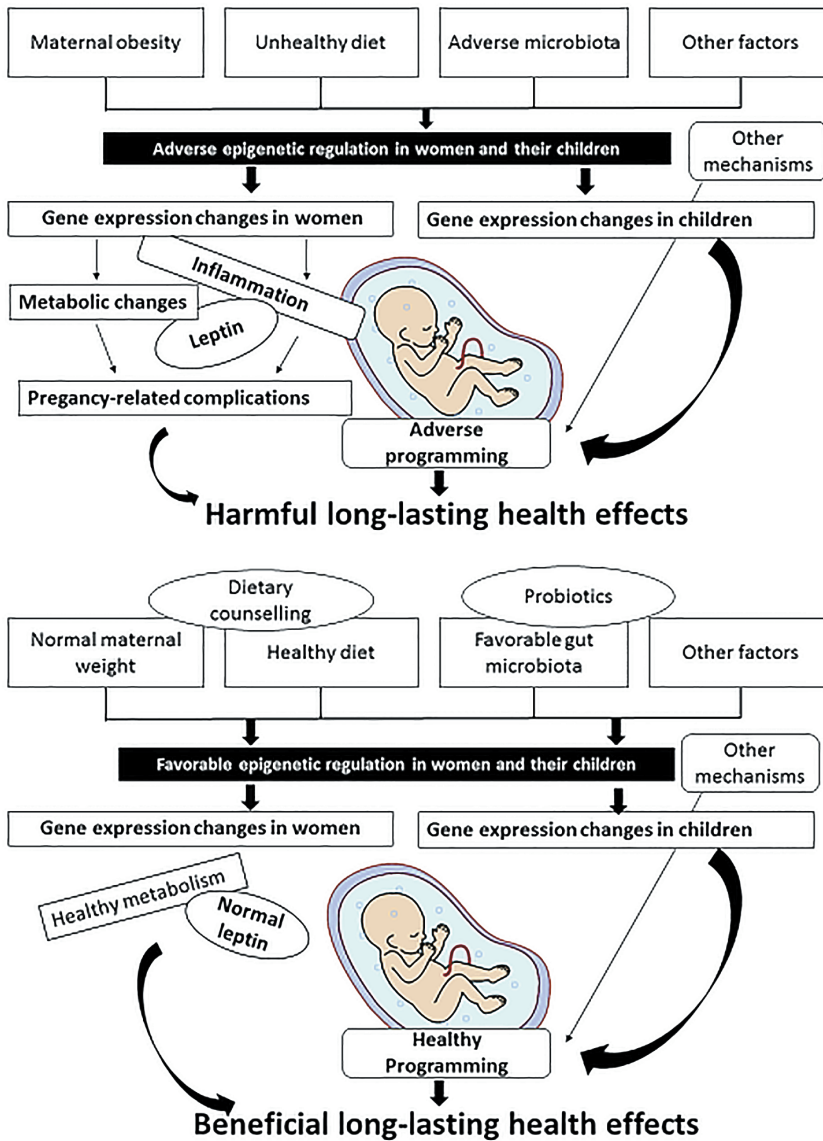 Maternal obesity
Unhealthy diet
Adverse microbiota
Other factors
Adverse epigenetic regulation in women and their children
Other
mechanisms
Gene expression changes in women
Gene expression changes in children
Inflammation
Metabolic changes
Leptin
Pregancy-related complications
Adverse
programming
Harmful long-lasting health effects
Dietary
counselling
Probiotics
Normal maternal
weight
Healthy diet
Favorable gut
microbiota
Other factors
Favorable epigenetic regulation in women and their children
Other
mechanisms
Gene expression changes in women
Gene expression changes in children
Healthy metabolism
Normal
leptin
Healthy
Programming
Beneficial long-lasting health effects